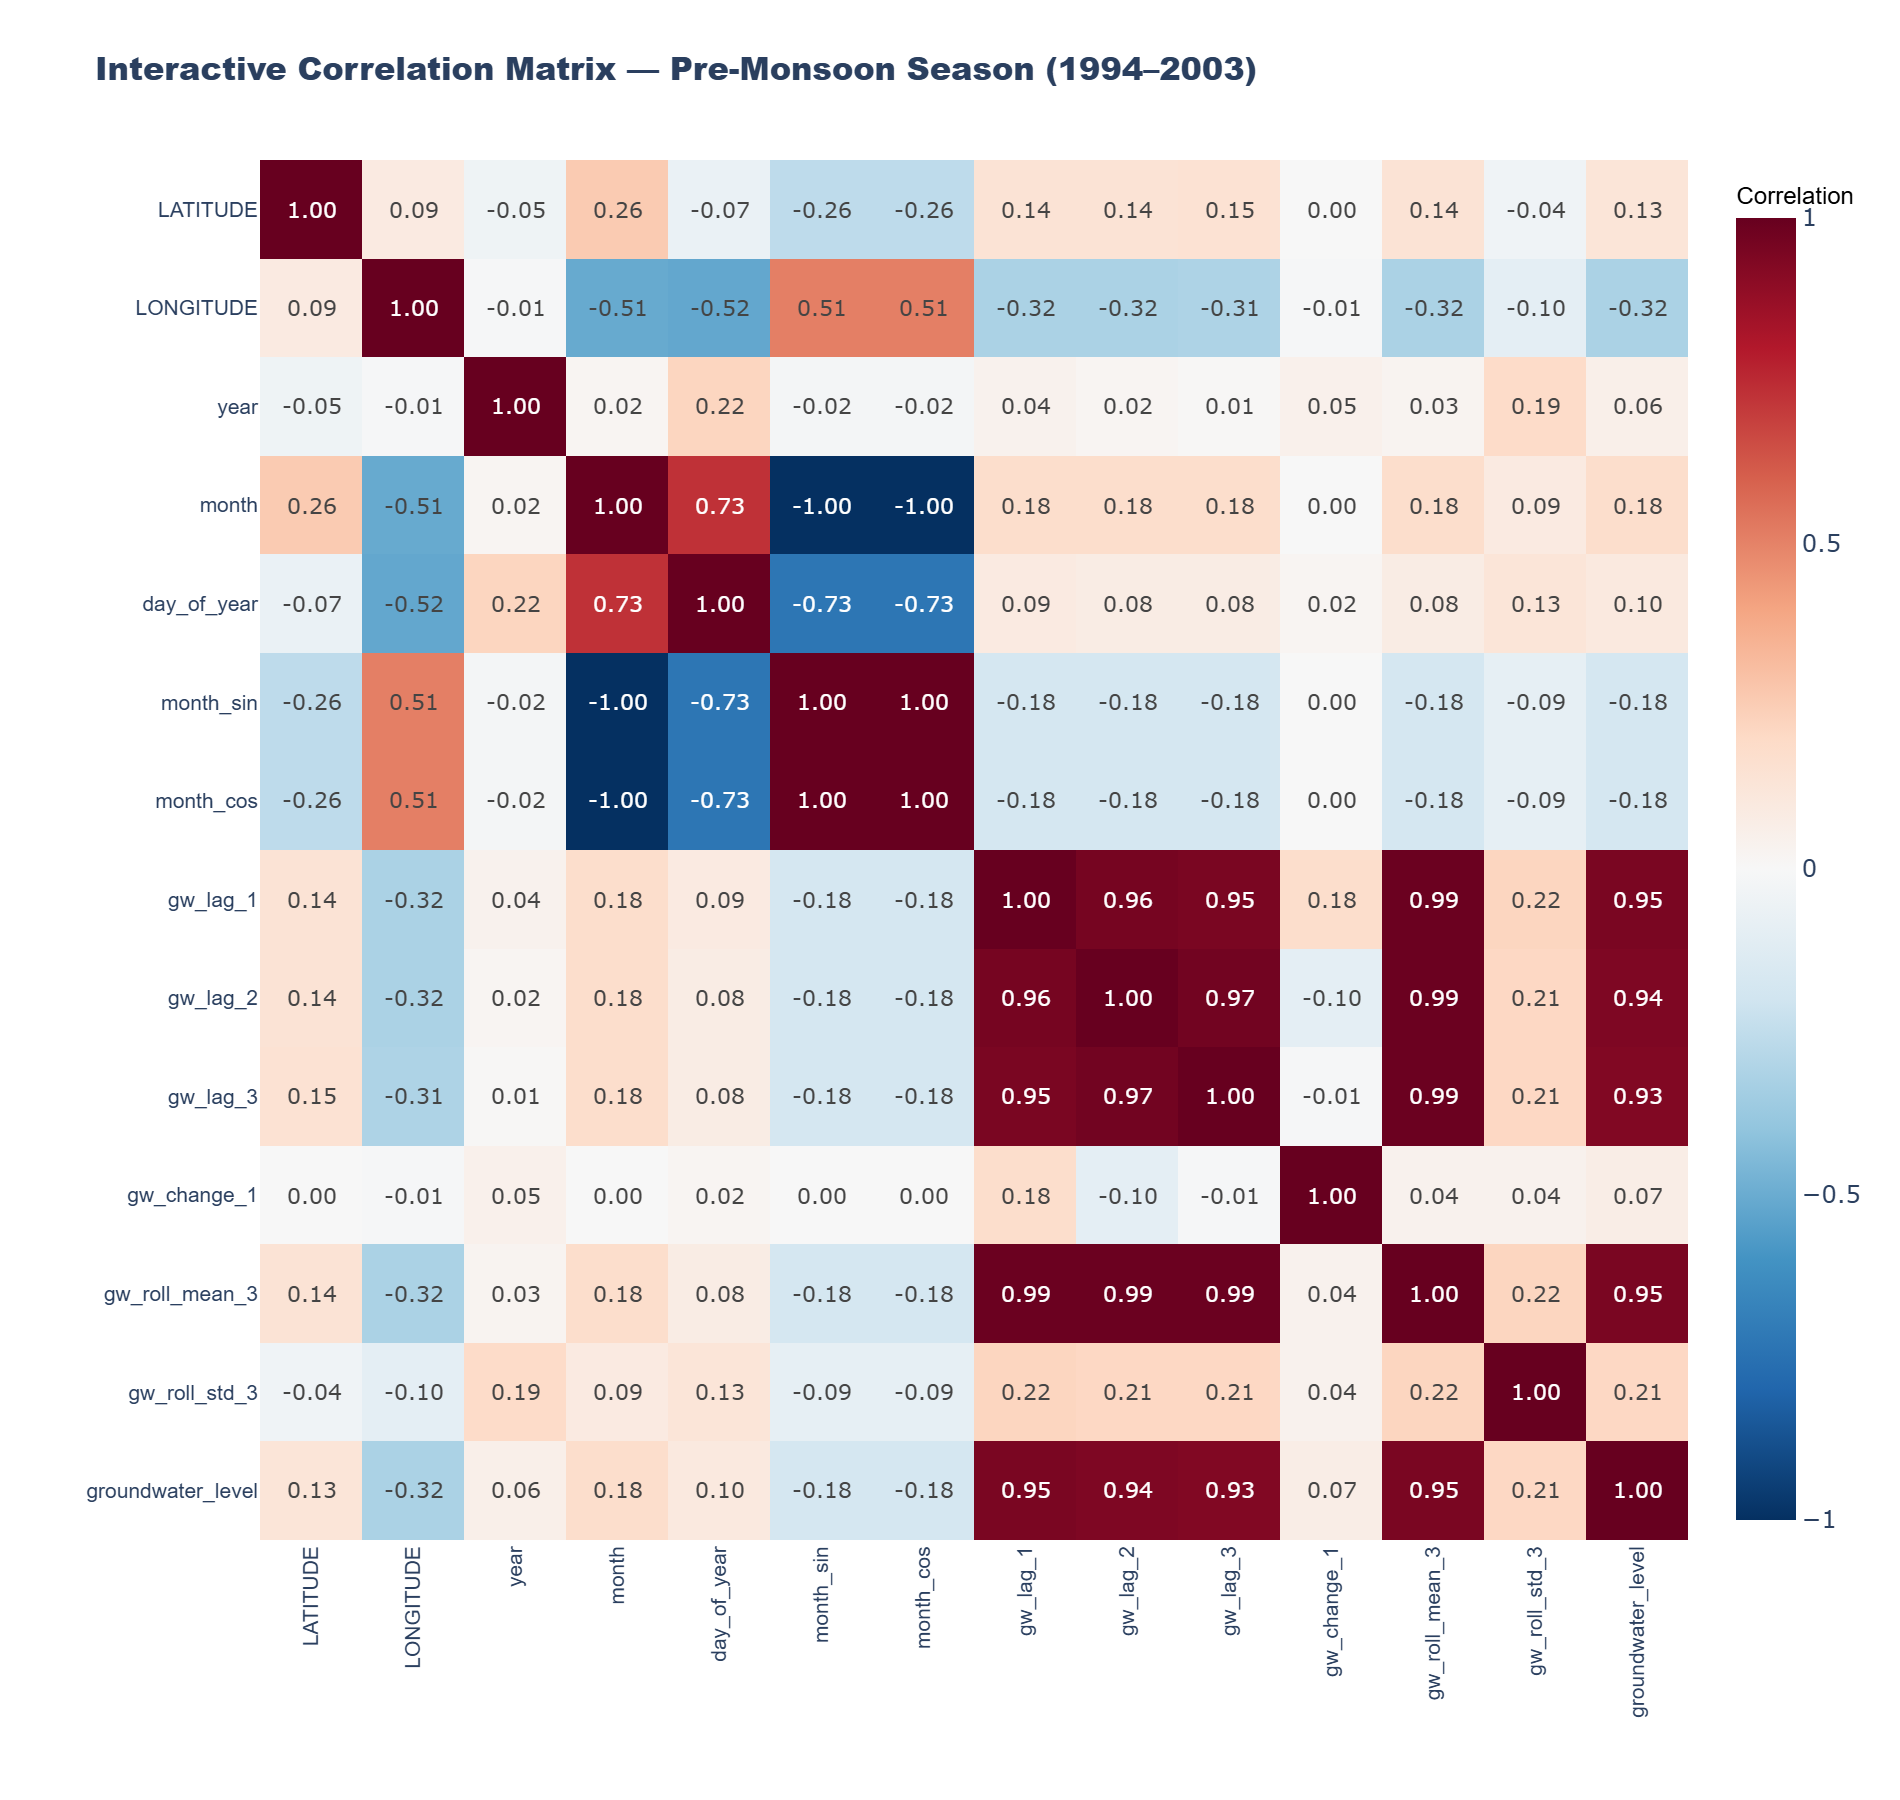 Interactive Correlation Matrix — Pre-Monsoon Season (1994–2003)
Correlation
LATITUDE 1.00 0.09 -0.05 0.26 -0.07 -0.26 -0.26 0.14 0.14 0.15 0.00 0.14 -0.04 0.13
LONGITUDE 0.09 1.00 -0.01 -0.51 -0.52 0.51 0.51 -0.32 -0.32 -0.31 -0.01 -0.32 -0.10 -0.32
year -0.05 -0.01 1.00 0.02 0.22 -0.02 -0.02 0.04 0.02 0.01 0.05 0.03 0.19 0.06
month 0.26 -0.51 0.02 1.00 0.73 -1.00 -1.00 0.18 0.18 0.18 0.00 0.18 0.09 0.18
day_of_year -0.07 -0.52 0.22 0.73 1.00 -0.73 -0.73 0.09 0.08 0.08 0.02 0.08 0.13 0.10
month_sin -0.26 0.51 -0.02 -1.00 -0.73 1.00 1.00 -0.18 -0.18 -0.18 0.00 -0.18 -0.09 -0.18
month_cos -0.26 0.51 -0.02 -1.00 -0.73 1.00 1.00 -0.18 -0.18 -0.18 0.00 -0.18 -0.09 -0.18
gw_lag_1 0.14 -0.32 0.04 0.18 0.09 -0.18 -0.18 1.00 0.96 0.95 0.18 0.99 0.22 0.95
gw_lag_2 0.14 -0.32 0.02 0.18 0.08 -0.18 -0.18 0.96 1.00 0.97 -0.10 0.99 0.21 0.94
gw_lag_3 0.15 -0.31 0.01 0.18 0.08 -0.18 -0.18 0.95 0.97 1.00 -0.01 0.99 0.21 0.93
gw_change_1 0.00 -0.01 0.05 0.00 0.02 0.00 0.00 0.18 -0.10 -0.01 1.00 0.04 0.04 0.07
gw_roll_mean_3 0.14 -0.32 0.03 0.18 0.08 -0.18 -0.18 0.99 0.99 0.99 0.04 1.00 0.22 0.95
gw_roll_std_3 -0.04 -0.10 0.19 0.09 0.13 -0.09 -0.09 0.22 0.21 0.21 0.04 0.22 1.00 0.21
groundwater_level 0.13 -0.32 0.06 0.18 0.10 -0.18 -0.18 0.95 0.94 0.93 0.07 0.95 0.21 1.00
LATITUDE
LONGITUDE
year
month
day_of_year
month_sin
month_cos
gw_lag_1
gw_lag_2
gw_lag_3
gw_change_1
gw_roll_mean_3
gw_roll_std_3
groundwater_level
1
0.5
0
−0.5
−1